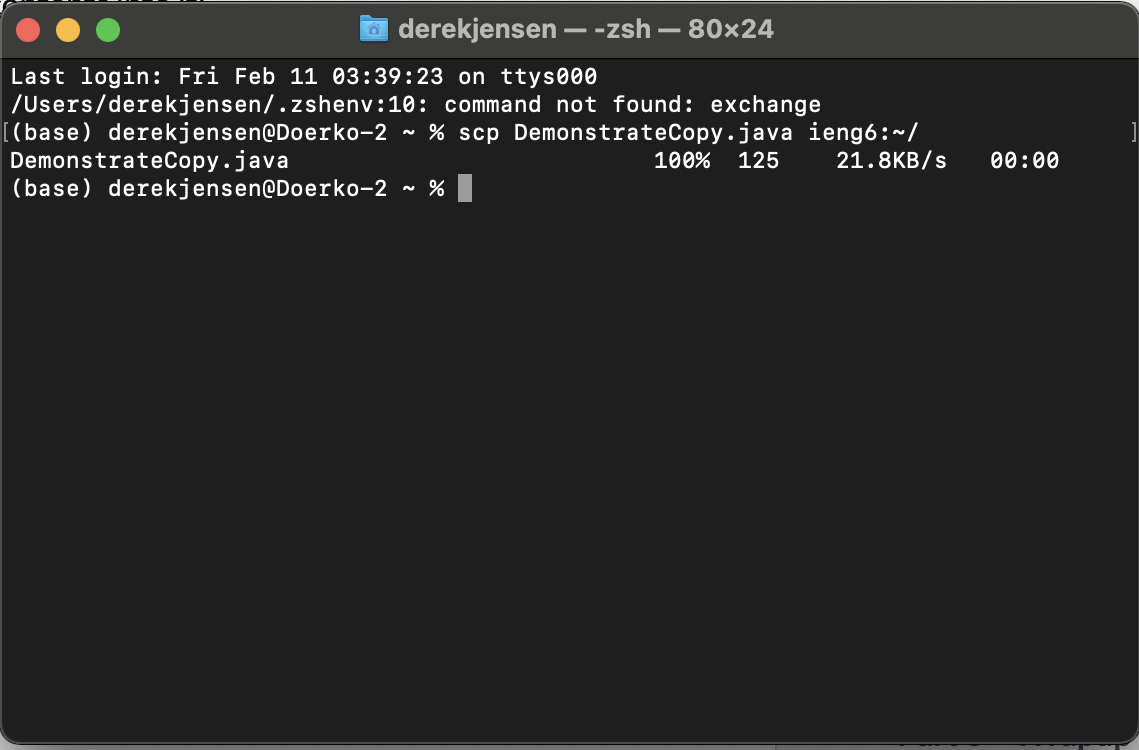 derekjensen — -zsh — 80×24
Last login: Fri Feb 11 03:39:23 on ttys000
/Users/derekjensen/.zshenv:10: command not found: exchange
[(base) derekjensen@Doerko-2 ~ % scp DemonstrateCopy.java ieng6:~/ ]
DemonstrateCopy.java 100% 125 21.8KB/s 00:00
(base) derekjensen@Doerko-2 ~ %